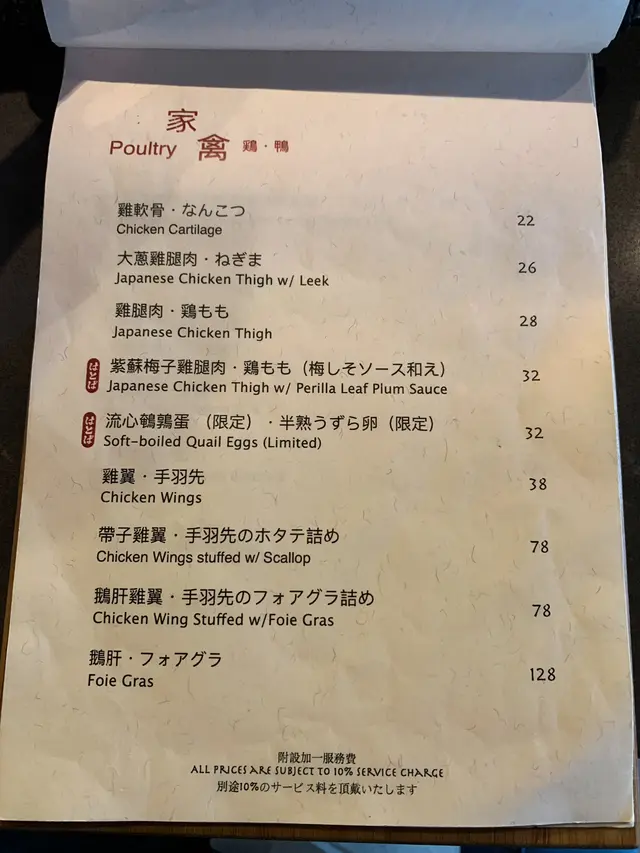 家禽
Poultry 鶏・鴨
雞軟骨・なんこつ 22
Chicken Cartilage
大蔥雞腿肉・ねぎま 26
Japanese Chicken Thigh w/ Leek
雞腿肉・鶏もも 28
Japanese Chicken Thigh
はとば 紫蘇梅子雞腿肉・鶏もも（梅しそソース和え） 32
Japanese Chicken Thigh w/ Perilla Leaf Plum Sauce
はとば 流心鵪鶉蛋 （限定）・半熟うずら卵（限定） 32
Soft-boiled Quail Eggs (Limited)
雞翼・手羽先 38
Chicken Wings
帶子雞翼・手羽先のホタテ詰め 78
Chicken Wings stuffed w/ Scallop
鵝肝雞翼・手羽先のフォアグラ詰め 78
Chicken Wing Stuffed w/Foie Gras
鵝肝・フォアグラ 128
Foie Gras
附設加一服務費
ALL PRICES ARE SUBJECT TO 10% SERVICE CHARGE
別途10%のサービス料を頂戴いたします